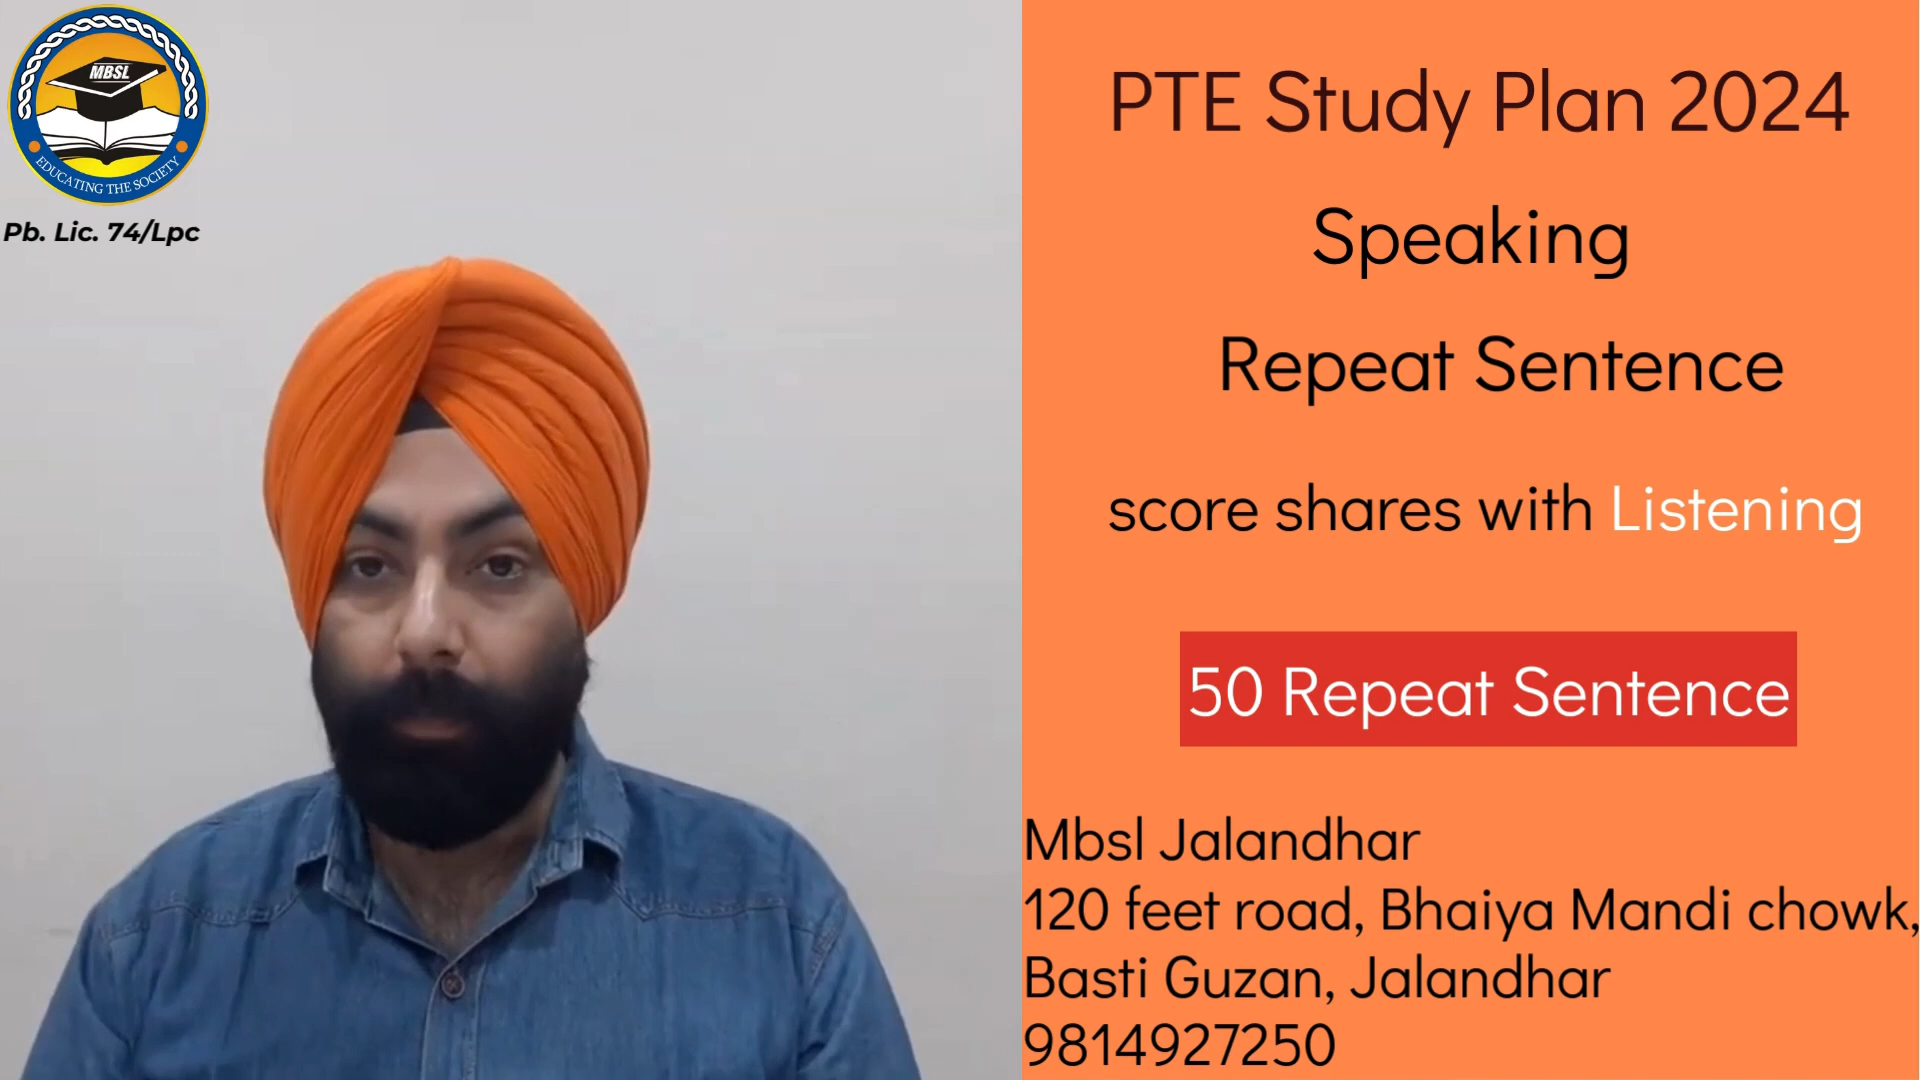 MBSL
EDUCATING THE SOCIETY
Pb. Lic. 74/Lpc
PTE Study Plan 2024
Speaking
Repeat Sentence
score shares with Listening
50 Repeat Sentence
Mbsl Jalandhar
120 feet road, Bhaiya Mandi chowk,
Basti Guzan, Jalandhar
9814927250